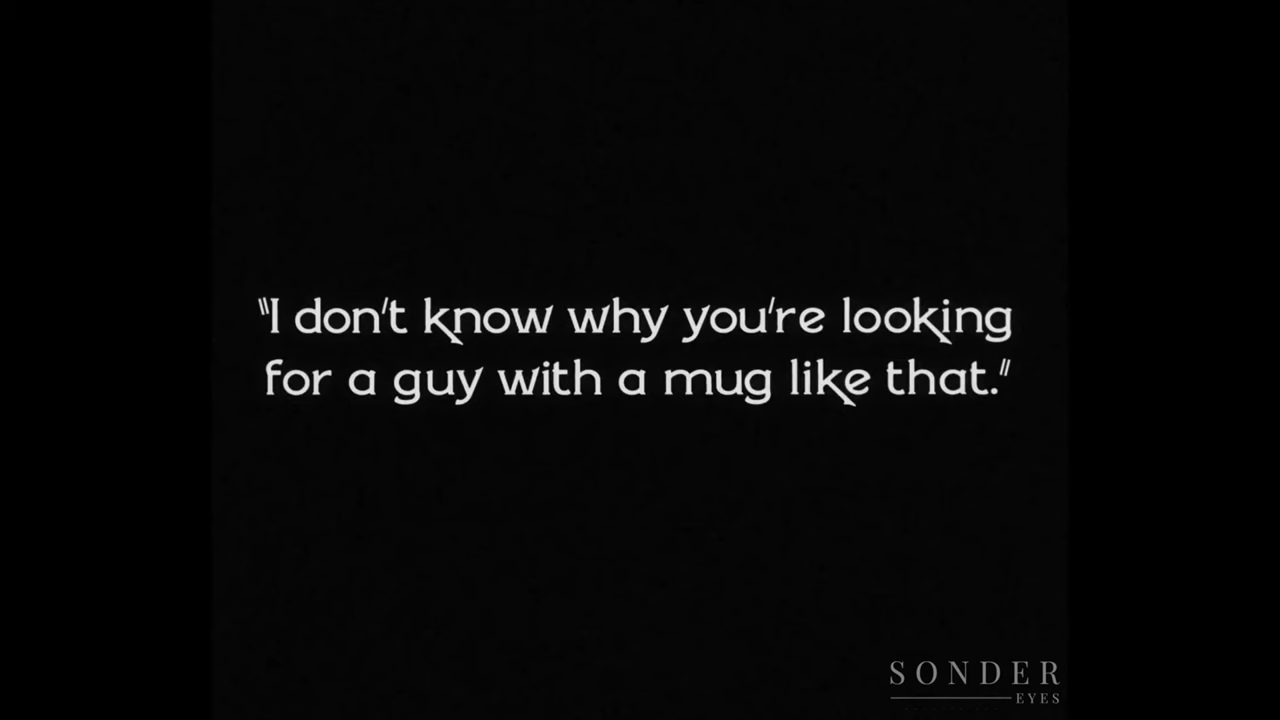 "I don't know why you're looking
for a guy with a mug like that."
SONDER
EYES